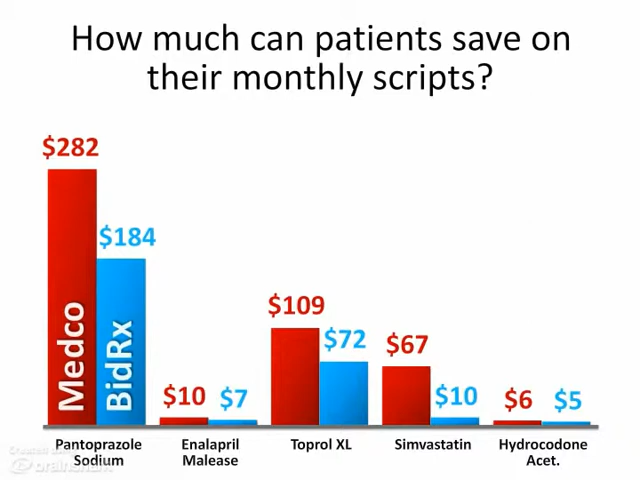 How much can patients save on
their monthly scripts?
$282
$184
Medco
BidRx
$10
$7
$109
$72
$67
$10
$6
$5
Pantoprazole
Sodium
Enalapril
Malease
Toprol XL
Simvastatin
Hydrocodone
Acet.